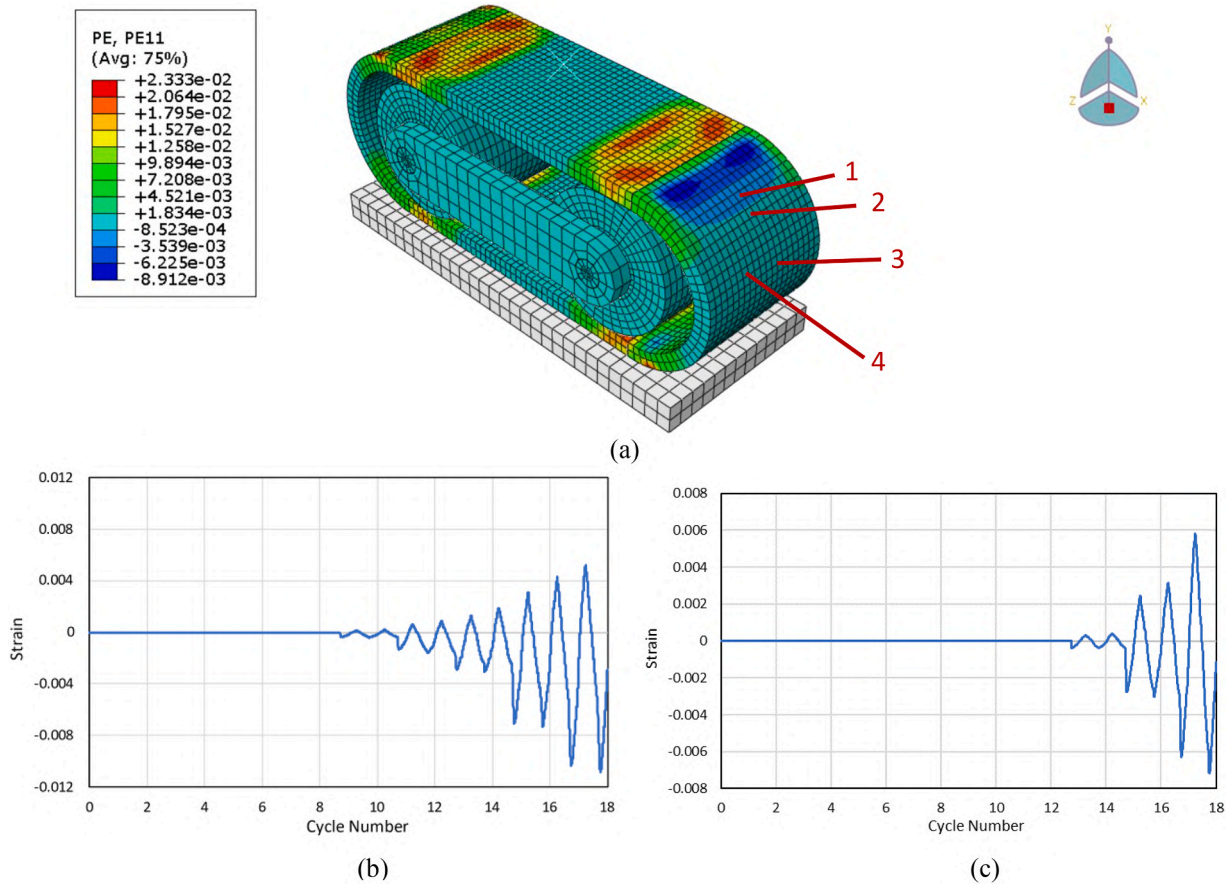 PE, PE11
(Avg: 75%)
+2.333e-02
+2.064e-02
+1.795e-02
+1.527e-02
+1.258e-02
+9.894e-03
+7.208e-03
+4.521e-03
+1.834e-03
-8.523e-04
-3.539e-03
-6.225e-03
-8.912e-03
Y
Z X
1
2
3
4
(a)
0.012
0.008
0.004
0
-0.004
-0.008
-0.012
Strain
0 2 4 6 8 10 12 14 16 18
Cycle Number
(b)
0.008
0.006
0.004
0.002
0
-0.002
-0.004
-0.006
-0.008
Strain
0 2 4 6 8 10 12 14 16 18
Cycle Number
(c)